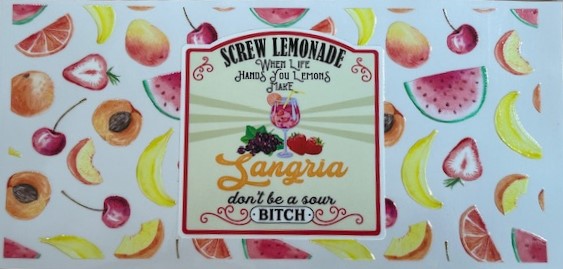 SCREW LEMONADE
WHEN LIFE
HANDS YOU LEMONS
MAKE
Sangria
don't be a sour
BITCH